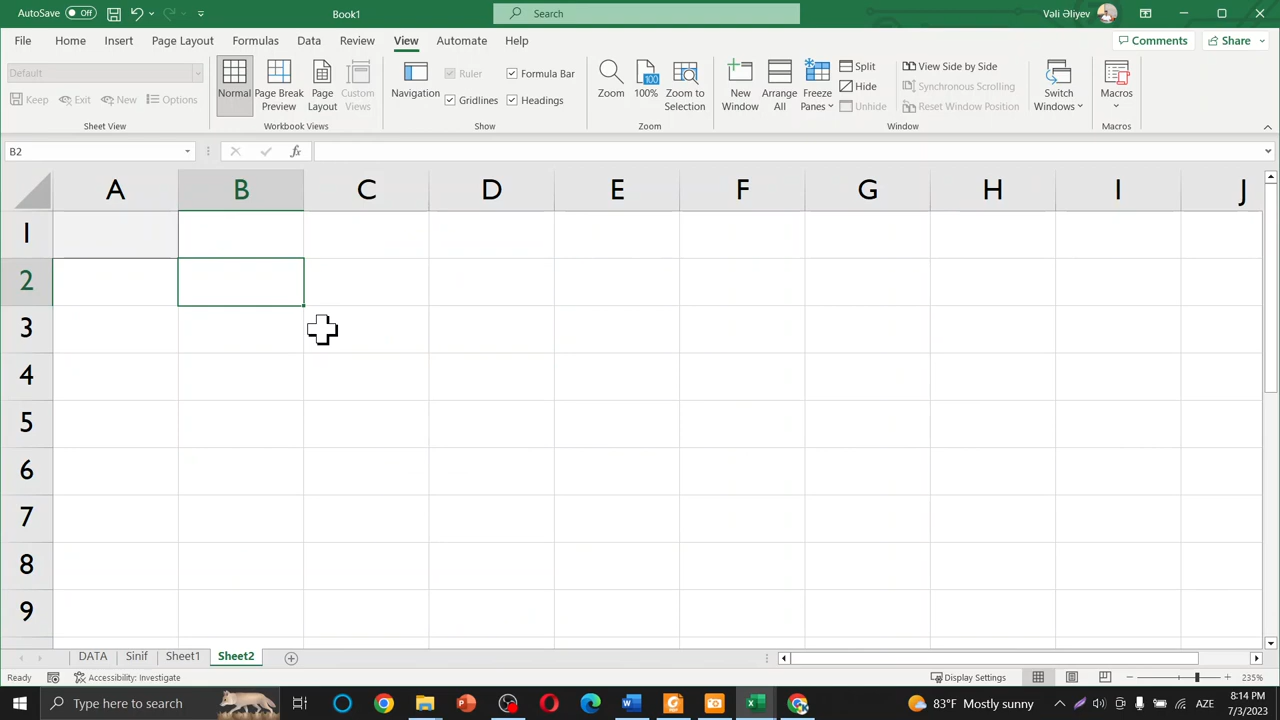 AutoSave Off Book1 Search Vəli Əliyev
File Home Insert Page Layout Formulas Data Review View Automate Help Comments Share
Default
Keep Exit New Options
Sheet View
Normal
Page Break Preview
Page Layout
Custom Views
Workbook Views
Navigation
Ruler
Formula Bar
Gridlines
Headings
Show
Zoom
100
100%
Zoom to Selection
Zoom
New Window
Arrange All
Freeze Panes
Split
Hide
Unhide
View Side by Side
Synchronous Scrolling
Reset Window Position
Window
Switch Windows
Macros
Macros
B2 fx
A B C D E F G H I J
1
2
3
4
5
6
7
8
9
DATA Sinif Sheet1 Sheet2
Ready Accessibility: Investigate Display Settings 235%
Type here to search 83°F Mostly sunny AZE 8:14 PM
7/3/2023